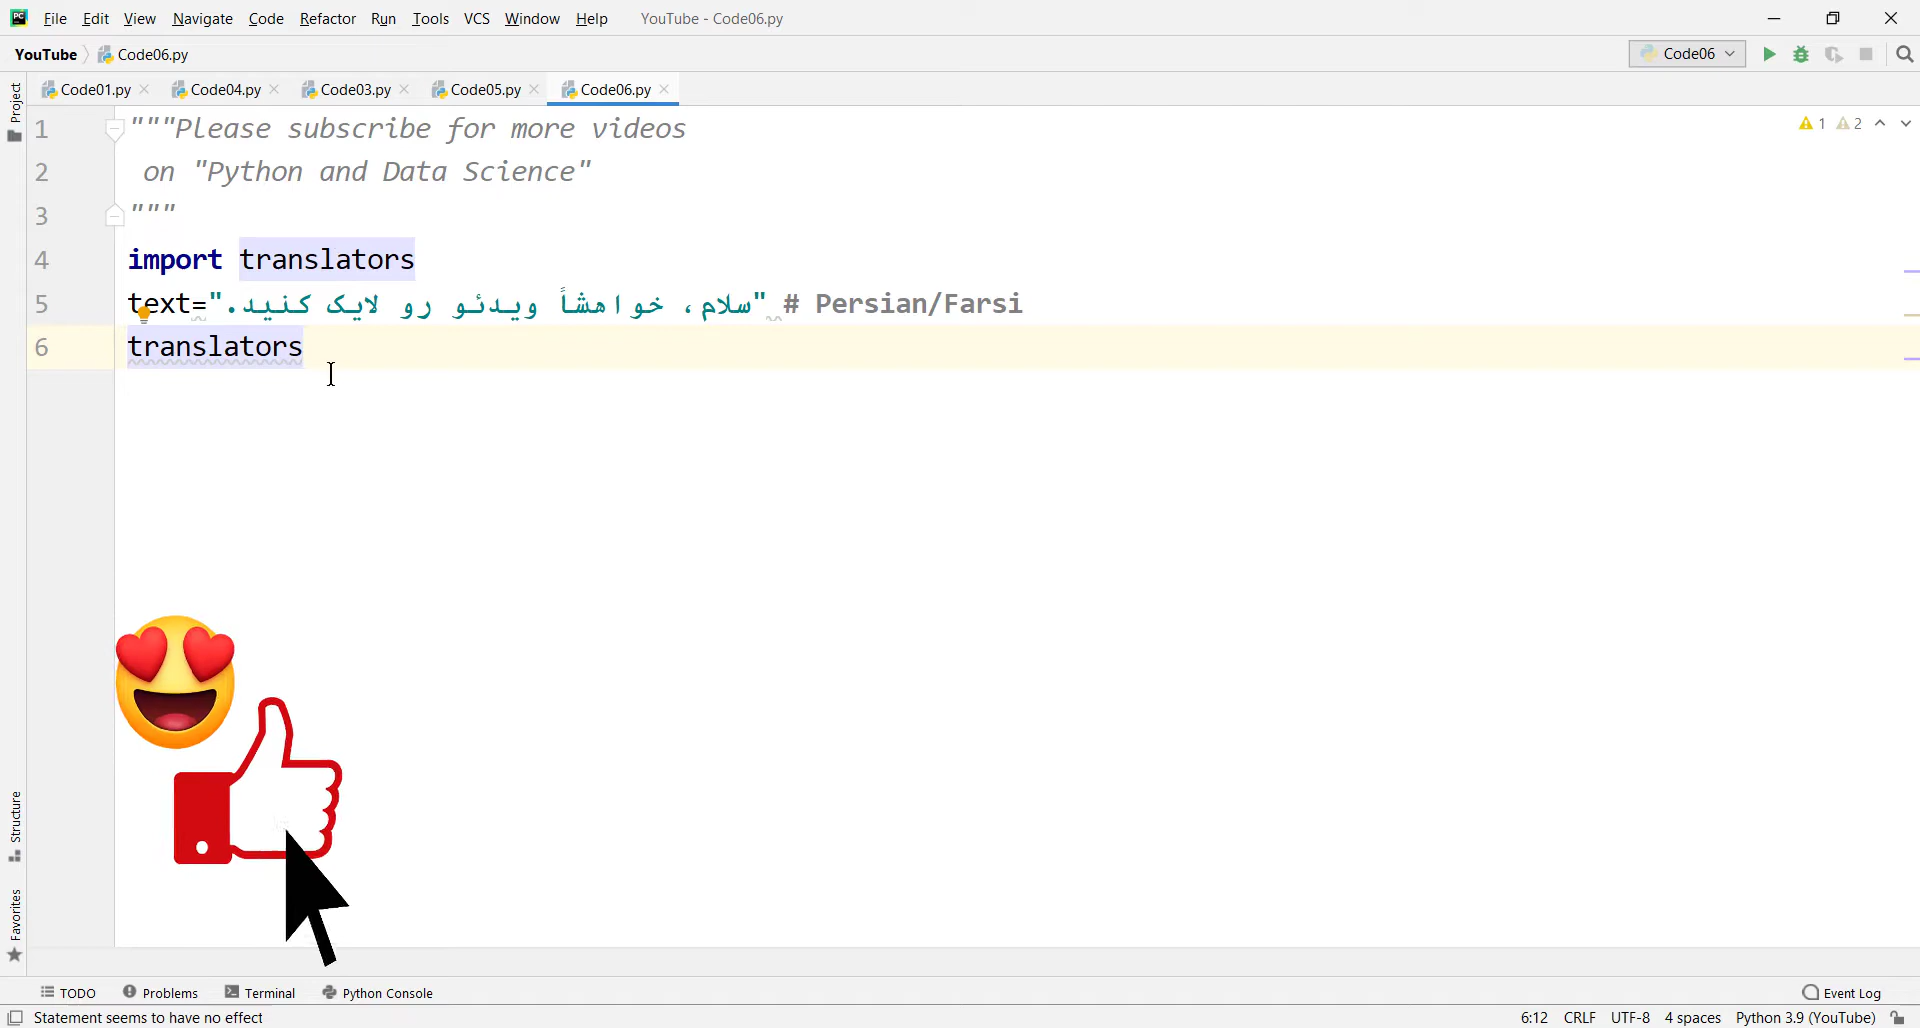 File Edit View Navigate Code Refactor Run Tools VCS Window Help YouTube - Code06.py
YouTube Code06.py Code06
Code01.py Code04.py Code03.py Code05.py Code06.py
Project
1 """Please subscribe for more videos
1 2
2 on "Python and Data Science"
3 """
4 import translators
5 text="سلام، خواهشاً ویدئو رو لایک کنید." # Persian/Farsi
6 translators
Structure
Favorites
TODO Problems Terminal Python Console Event Log
Statement seems to have no effect 6:12 CRLF UTF-8 4 spaces Python 3.9 (YouTube)